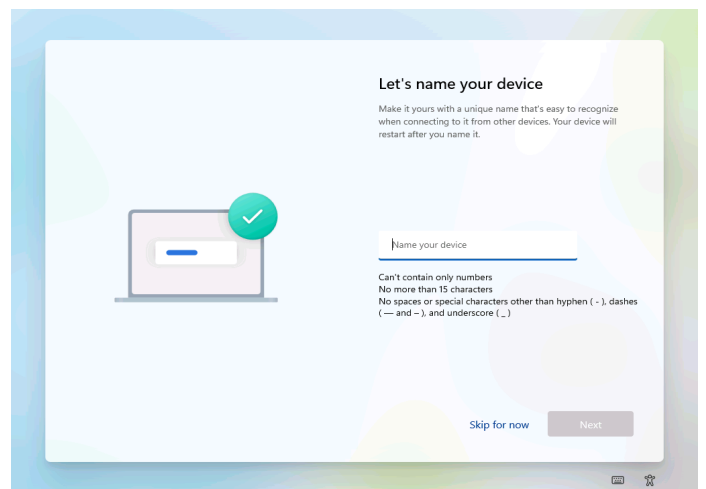 Let's name your device
Make it yours with a unique name that's easy to recognize
when connecting to it from other devices. Your device will
restart after you name it.
Name your device
Can't contain only numbers
No more than 15 characters
No spaces or special characters other than hyphen ( - ), dashes
( — and – ), and underscore ( _ )
Skip for now
Next